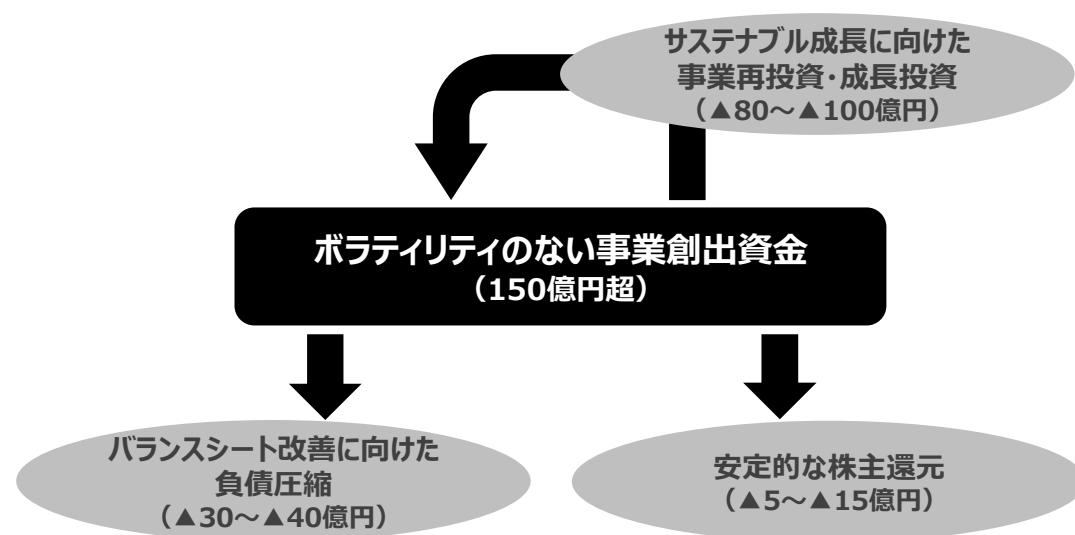 サステナブル成長に向けた
事業再投資・成長投資
（▲80～▲100億円）
ボラティリティのない事業創出資金
（150億円超）
バランスシート改善に向けた
負債圧縮
（▲30～▲40億円）
安定的な株主還元
（▲5～▲15億円）